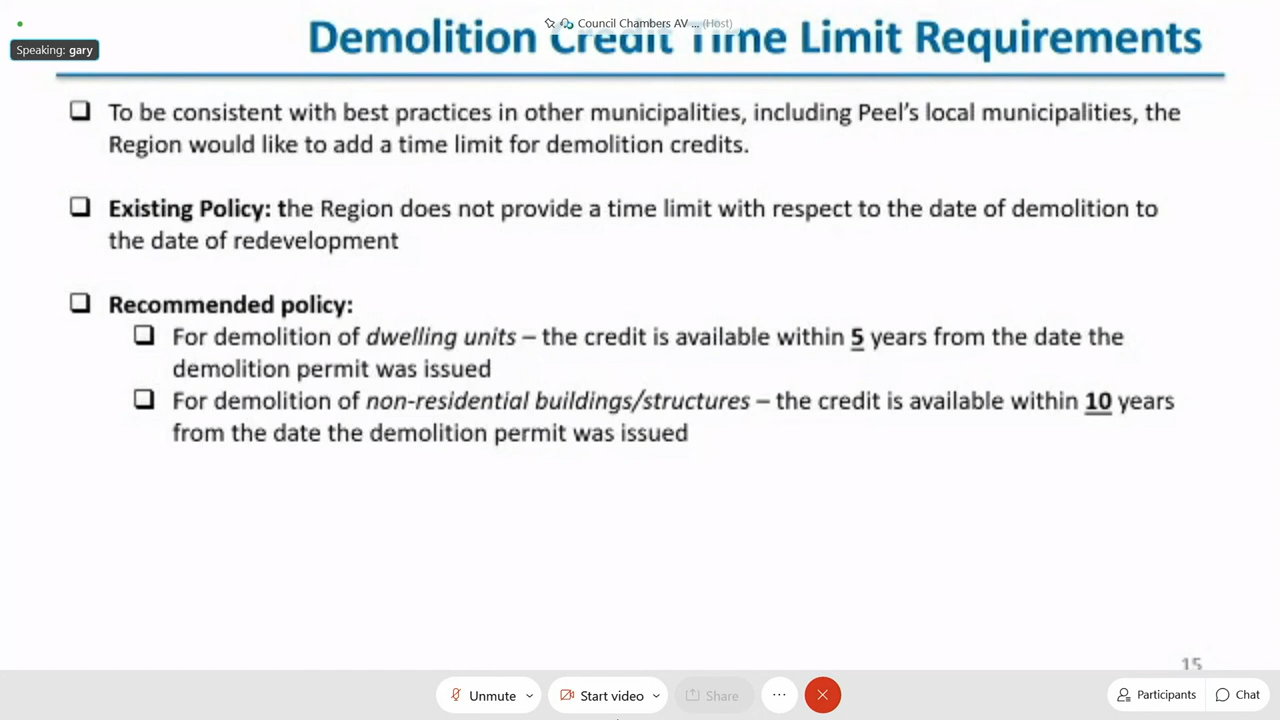 Council Chambers AV ... (Host)
Speaking: gary
Demolition Credit Time Limit Requirements
To be consistent with best practices in other municipalities, including Peel's local municipalities, the
Region would like to add a time limit for demolition credits.
Existing Policy: the Region does not provide a time limit with respect to the date of demolition to
the date of redevelopment
Recommended policy:
For demolition of dwelling units – the credit is available within 5 years from the date the
demolition permit was issued
For demolition of non-residential buildings/structures – the credit is available within 10 years
from the date the demolition permit was issued
15
Unmute
Start video
Share
...
Participants
Chat